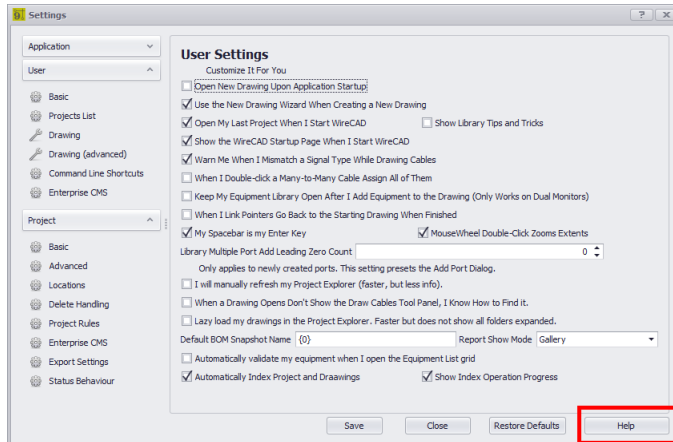 Settings
Application
User
Basic
Projects List
Drawing
Drawing (advanced)
Command Line Shortcuts
Enterprise CMS
Project
Basic
Advanced
Locations
Delete Handling
Project Rules
Enterprise CMS
Export Settings
Status Behaviour
User Settings
Customize It For You
Open New Drawing Upon Application Startup
Use the New Drawing Wizard When Creating a New Drawing
Open My Last Project When I Start WireCAD Show Library Tips and Tricks
Show the WireCAD Startup Page When I Start WireCAD
Warn Me When I Mismatch a Signal Type While Drawing Cables
When I Double-click a Many-to-Many Cable Assign All of Them
Keep My Equipment Library Open After I Add Equipment to the Drawing (Only Works on Dual Monitors)
When I Link Pointers Go Back to the Starting Drawing When Finished
My Spacebar is my Enter Key MouseWheel Double-Click Zooms Extents
Library Multiple Port Add Leading Zero Count 0
Only applies to newly created ports. This setting presets the Add Port Dialog.
I will manually refresh my Project Explorer (faster, but less info).
When a Drawing Opens Don't Show the Draw Cables Tool Panel, I Know How to Find it.
Lazy load my drawings in the Project Explorer. Faster but does not show all folders expanded.
Default BOM Snapshot Name {0} Report Show Mode Gallery
Automatically validate my equipment when I open the Equipment List grid
Automatically Index Project and Draawings Show Index Operation Progress
Save Close Restore Defaults Help